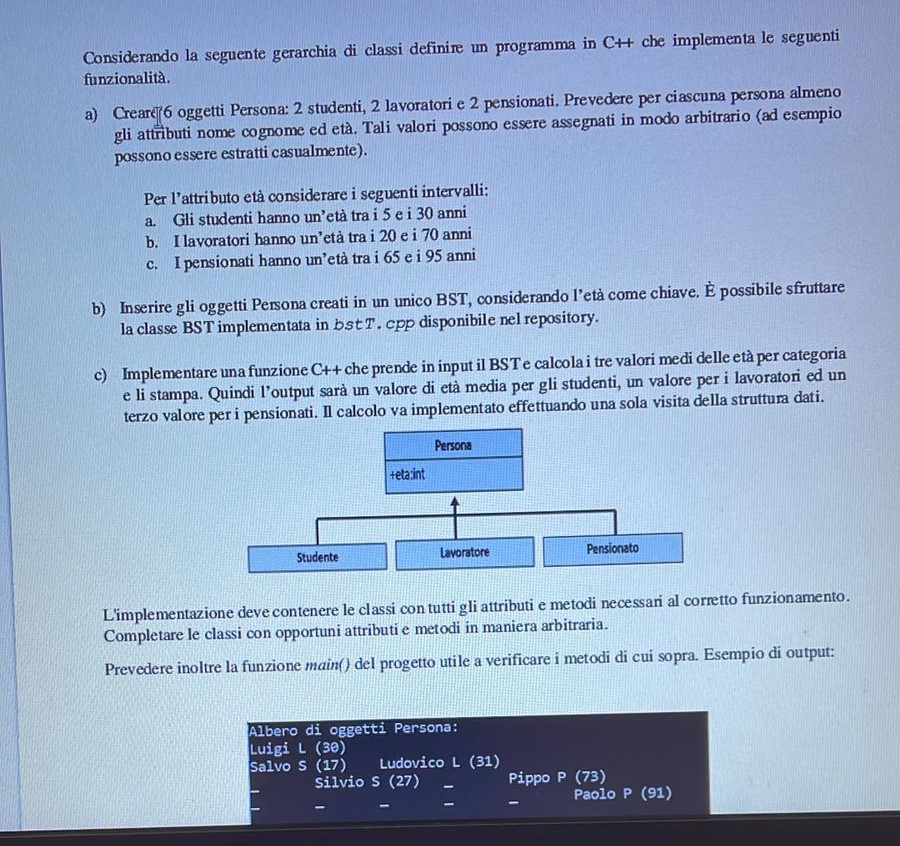 Considerando la seguente gerarchia di classi definire un programma in C++ che implementa le seguenti
funzionalità.
a) Creare 6 oggetti Persona: 2 studenti, 2 lavoratori e 2 pensionati. Prevedere per ciascuna persona almeno
gli attributi nome cognome ed età. Tali valori possono essere assegnati in modo arbitrario (ad esempio
possono essere estratti casualmente).
Per l'attributo età considerare i seguenti intervalli:
a. Gli studenti hanno un'età tra i 5 e i 30 anni
b. I lavoratori hanno un'età tra i 20 e i 70 anni
c. I pensionati hanno un'età tra i 65 e i 95 anni
b) Inserire gli oggetti Persona creati in un unico BST, considerando l'età come chiave. È possibile sfruttare
la classe BST implementata in bstT.cpp disponibile nel repository.
c) Implementare una funzione C++ che prende in input il BST e calcola i tre valori medi delle età per categoria
e li stampa. Quindi l'output sarà un valore di età media per gli studenti, un valore per i lavoratori ed un
terzo valore per i pensionati. Il calcolo va implementato effettuando una sola visita della struttura dati.
Persona
+eta:int
Studente Lavoratore Pensionato
L'implementazione deve contenere le classi con tutti gli attributi e metodi necessari al corretto funzionamento.
Completare le classi con opportuni attributi e metodi in maniera arbitraria.
Prevedere inoltre la funzione main() del progetto utile a verificare i metodi di cui sopra. Esempio di output:
Albero di oggetti Persona:
Luigi L (30)
Salvo S (17) Ludovico L (31)
_ Silvio S (27) _ Pippo P (73)
_ _ _ _ _ Paolo P (91)